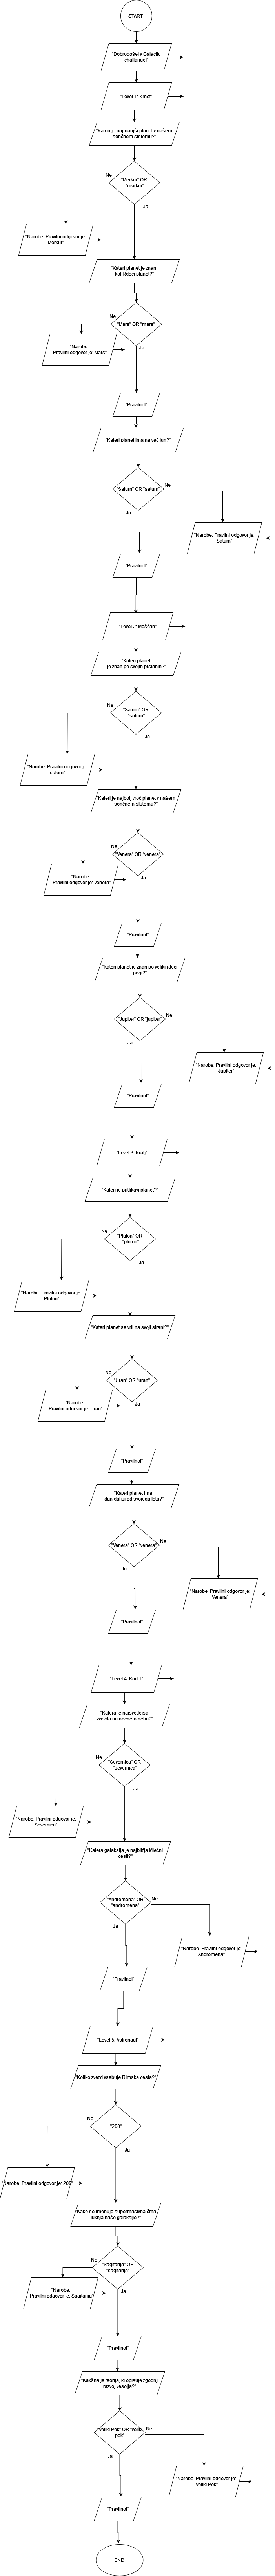 START
"Dobrodošel v Galactic
challange!"
"Level 1: Kmet"
"Kateri je najmanjši planet v našem
sončnem sistemu?"
"Merkur" OR
"merkur"
Ne
Ja
"Narobe. Pravilni odgovor je:
Merkur"
"Kateri planet je znan
kot Rdeči planet?"
Ne
"Mars" OR "mars"
"Narobe.
Pravilni odgovor je: Mars"
Ja
"Pravilno!"
"Kateri planet ima največ lun?"
"Saturn" OR "saturn"
Ne
Ja
"Narobe. Pravilni odgovor je:
Saturn"
"Pravilno!"
"Level 2: Meščan"
"Kateri planet
je znan po svojih prstanih?"
Ne
"Saturn" OR
"saturn"
Ja
"Narobe. Pravilni odgovor je:
saturn"
"Kateri je najbolj vroč planet v našem
sončnem sistemu?"
Ne
"Venera" OR "venera"
"Narobe.
Pravilni odgovor je: Venera"
Ja
"Pravilno!"
"Kateri planet je znan po veliki rdeči
pegi?"
"Jupiter" OR "jupiter"
Ne
Ja
"Narobe. Pravilni odgovor je:
Jupiter"
"Pravilno!"
"Level 3: Kralj"
"Kateri je pritlikavi planet?"
Ne
"Pluton" OR
"pluton"
Ja
"Narobe. Pravilni odgovor je:
Pluton"
"Kateri planet se vrti na svoji strani?"
Ne
"Uran" OR "uran"
"Narobe.
Pravilni odgovor je: Uran"
Ja
"Pravilno!"
"Kateri planet ima
dan daljši od svojega leta?"
"Venera" OR "venera"
Ne
Ja
"Narobe. Pravilni odgovor je:
Venera"
"Pravilno!"
"Level 4: Kadet"
"Katera je najsvetlejša
zvezda na nočnem nebu?"
Ne
"Severnica" OR
"severnica"
Ja
"Narobe. Pravilni odgovor je:
Severnica"
"Katera galaksija je najbližja Mlečni
cesti?"
"Andromena" OR
"andromena"
Ne
Ja
"Narobe. Pravilni odgovor je:
Andromena"
"Pravilno!"
"Level 5: Astronaut"
"Koliko zvezd vsebuje Rimska cesta?"
Ne
"200"
Ja
"Narobe. Pravilni odgovor je: 200"
"Kako se imenuje supermasivna črna
luknja naše galaksije?"
Ne
"Sagitarija" OR
"sagitarija"
"Narobe.
Pravilni odgovor je: Sagitarija"
Ja
"Pravilno!"
"Kakšna je teorija, ki opisuje zgodnji
razvoj vesolja?"
"Veliki Pok" OR "veliki
pok"
Ne
Ja
"Narobe. Pravilni odgovor je:
Veliki Pok"
"Pravilno!"
END